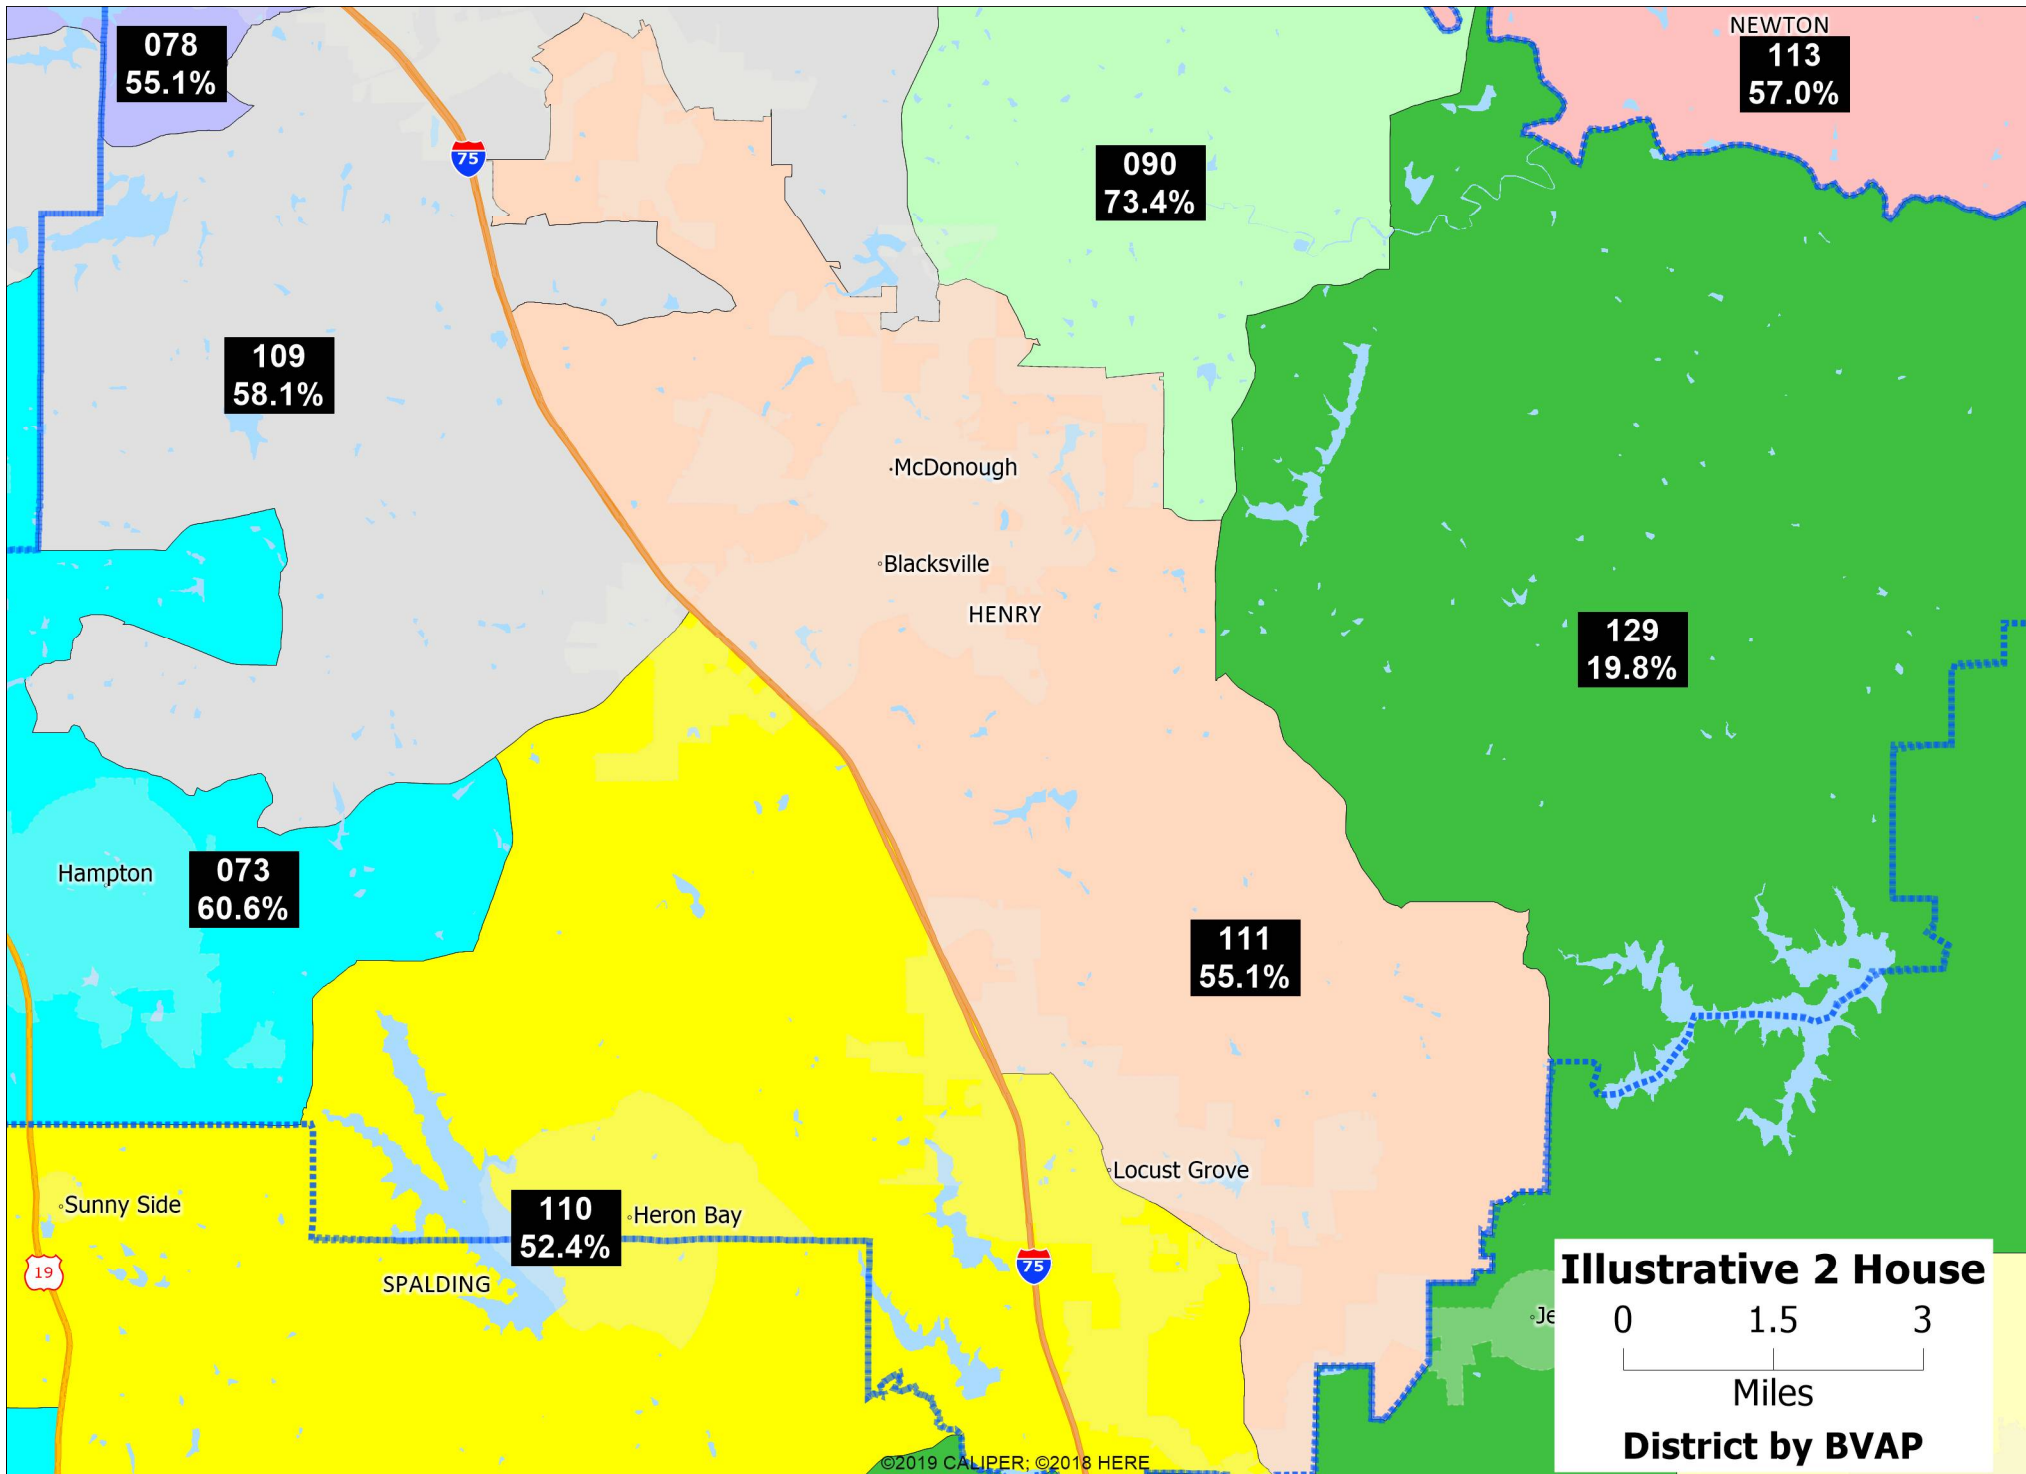 NEWTON
078
55.1%
113
57.0%
75
090
73.4%
109
58.1%
McDonough
Blacksville
HENRY
129
19.8%
Hampton
073
60.6%
111
55.1%
Locust Grove
Sunny Side
110
52.4%
Heron Bay
19
SPALDING
75
Je
Illustrative 2 House
0 1.5 3
Miles
District by BVAP
©2019 CALIPER; ©2018 HERE